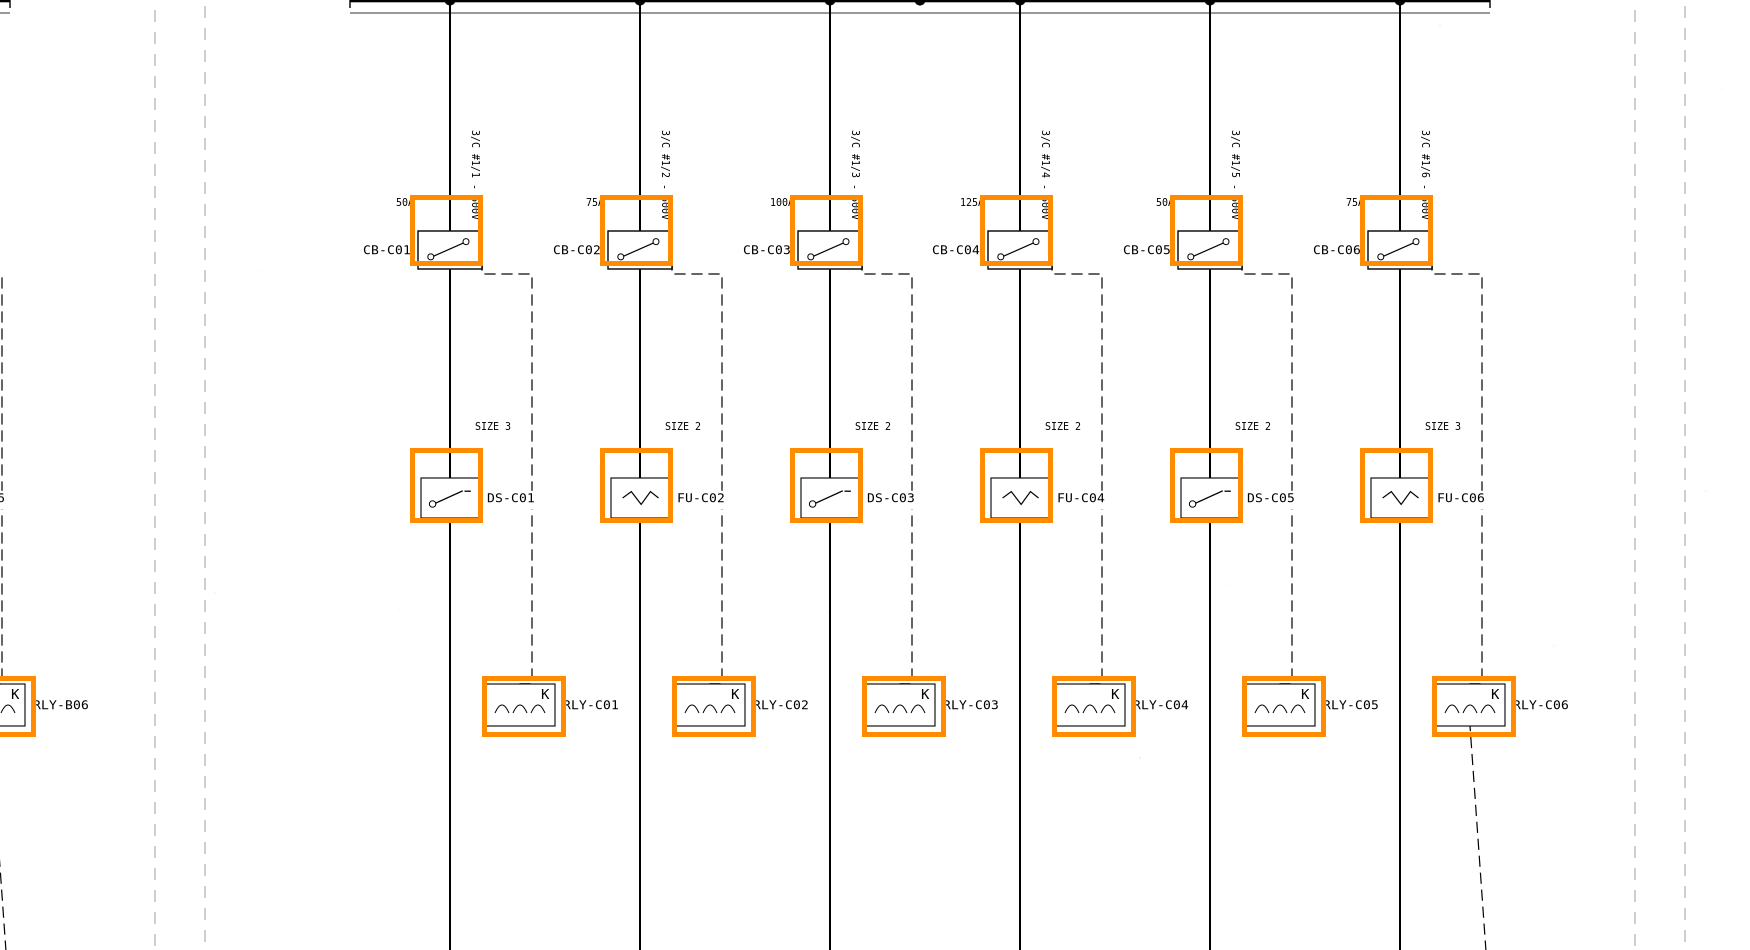 3/C #1/1 -
3/C #1/2 -
3/C #1/3 -
3/C #1/4 -
3/C #1/5 -
3/C #1/6 -
50A
75A
100A
125A
50A
75A
CB-C01
CB-C02
CB-C03
CB-C04
CB-C05
CB-C06
SIZE 3
SIZE 2
SIZE 2
SIZE 2
SIZE 2
SIZE 3
DS-C01
FU-C02
DS-C03
FU-C04
DS-C05
FU-C06
K
K
K
K
K
K
K
RLY-B06
RLY-C01
RLY-C02
RLY-C03
RLY-C04
RLY-C05
RLY-C06